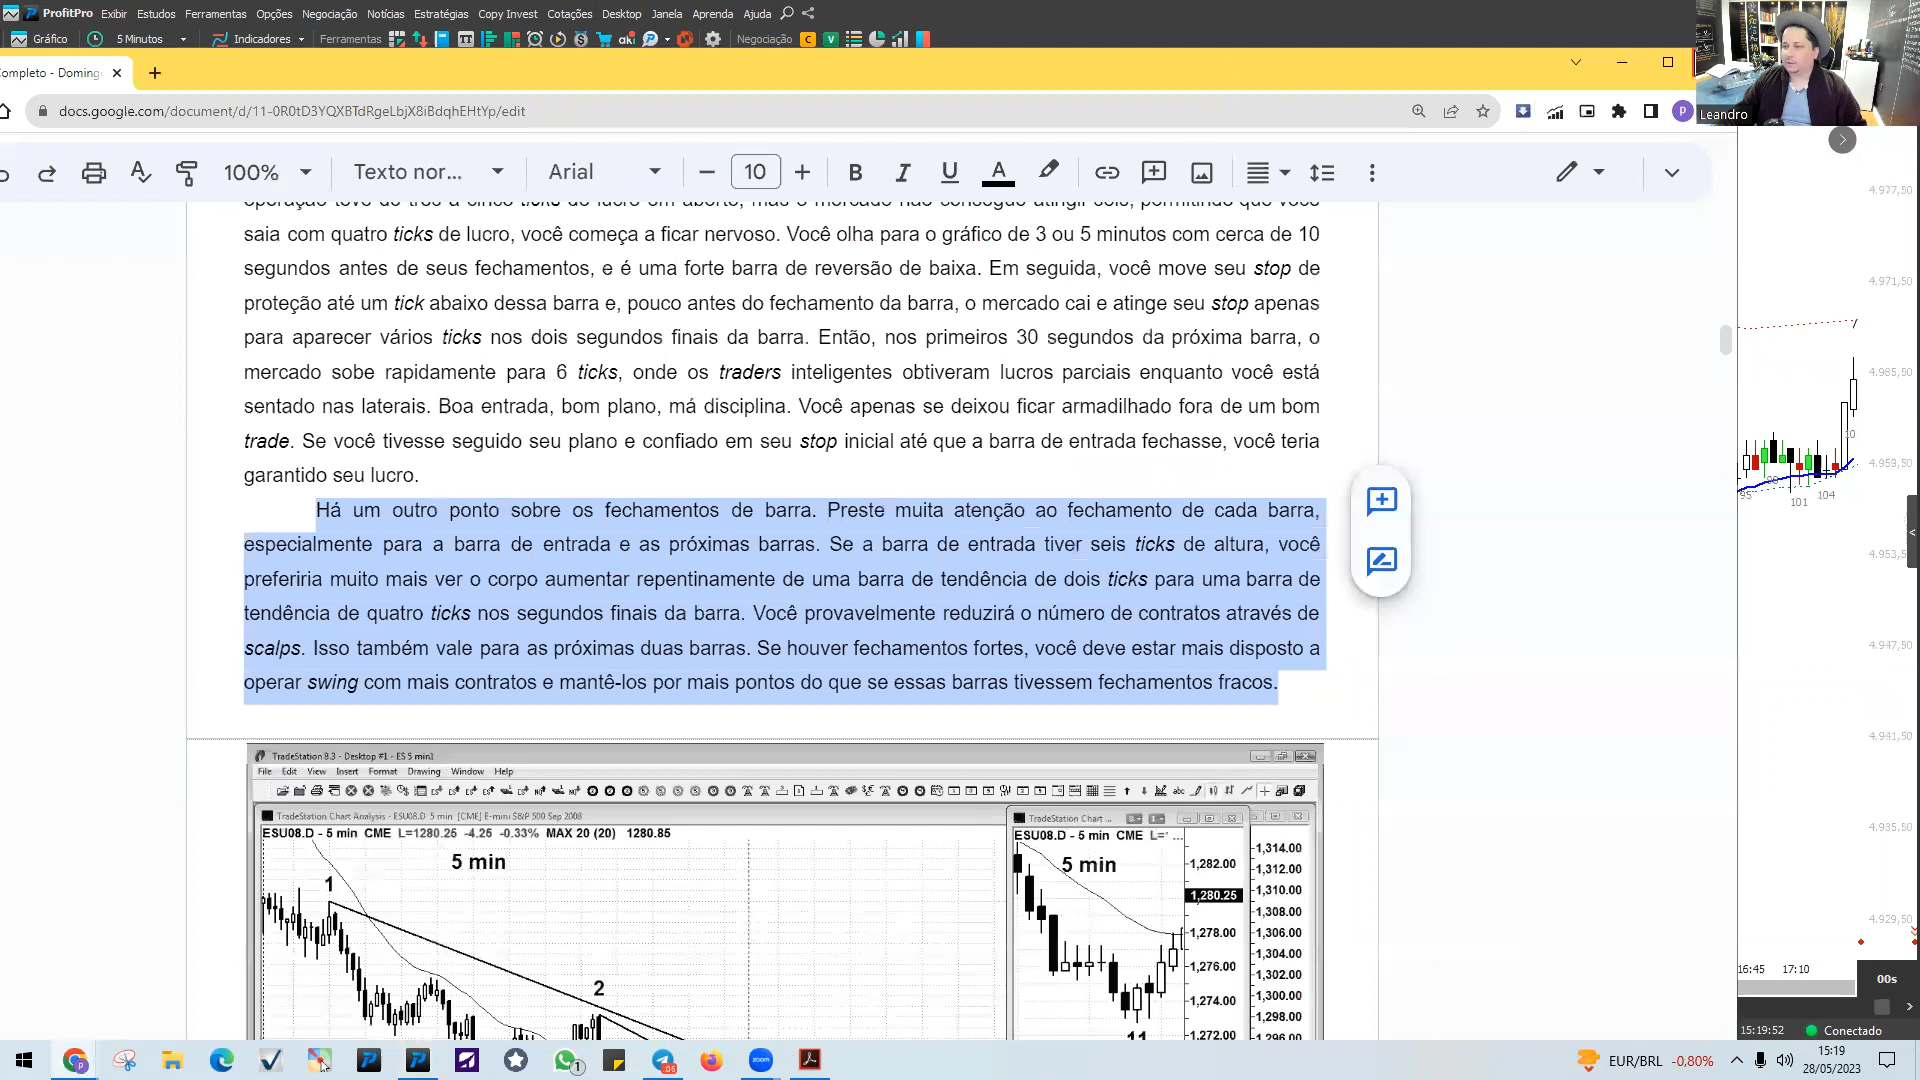 ProfitPro Exibir Estudos Ferramentas Opções Negociação Notícias Estratégias Copy Invest Cotações Desktop Janela Aprenda Ajuda
Gráfico 5 Minutos Indicadores Ferramentas aki Negociação C V
Leandro
Completo - Doming
docs.google.com/document/d/11-0R0tD3YQXBTdRgeLbjX8iBdqhEHtYp/edit
100% Texto nor... Arial 10 B I U A
saia com quatro ticks de lucro, você começa a ficar nervoso. Você olha para o gráfico de 3 ou 5 minutos com cerca de 10
segundos antes de seus fechamentos, e é uma forte barra de reversão de baixa. Em seguida, você move seu stop de
proteção até um tick abaixo dessa barra e, pouco antes do fechamento da barra, o mercado cai e atinge seu stop apenas
para aparecer vários ticks nos dois segundos finais da barra. Então, nos primeiros 30 segundos da próxima barra, o
mercado sobe rapidamente para 6 ticks, onde os traders inteligentes obtiveram lucros parciais enquanto você está
sentado nas laterais. Boa entrada, bom plano, má disciplina. Você apenas se deixou ficar armadilhado fora de um bom
trade. Se você tivesse seguido seu plano e confiado em seu stop inicial até que a barra de entrada fechasse, você teria
garantido seu lucro.
Há um outro ponto sobre os fechamentos de barra. Preste muita atenção ao fechamento de cada barra,
especialmente para a barra de entrada e as próximas barras. Se a barra de entrada tiver seis ticks de altura, você
preferiria muito mais ver o corpo aumentar repentinamente de uma barra de tendência de dois ticks para uma barra de
tendência de quatro ticks nos segundos finais da barra. Você provavelmente reduzirá o número de contratos através de
scalps. Isso também vale para as próximas duas barras. Se houver fechamentos fortes, você deve estar mais disposto a
operar swing com mais contratos e mantê-los por mais pontos do que se essas barras tivessem fechamentos fracos.
TradeStation 8.3 - Desktop #1 - ES 5 min1
File Edit View Insert Format Drawing Window Help
TradeStation Chart Analysis - ESU08.D 5 min [CME] E-mini S&P 500 Sep 2008
ESU08.D - 5 min CME L=1280.25 -4.25 -0.33% MAX 20 (20) 1280.85
5 min
1
2
TradeStation Chart ...
ESU08.D - 5 min CME L=' ...
5 min
11
1,282.00
1,280.25
1,278.00
1,276.00
1,274.00
1,272.00
1,314.00
1,310.00
1,308.00
1,306.00
1,304.00
1,302.00
1,300.00
1,298.00
4.977,50
4.971,50
4.985,50
4.959,50
4.953,5
4.947,50
4.941,50
4.935,50
4.929,50
10
95
98
101
104
16:45 17:10
00s
15:19:52 Conectado
EUR/BRL -0,80%
15:19
28/05/2023